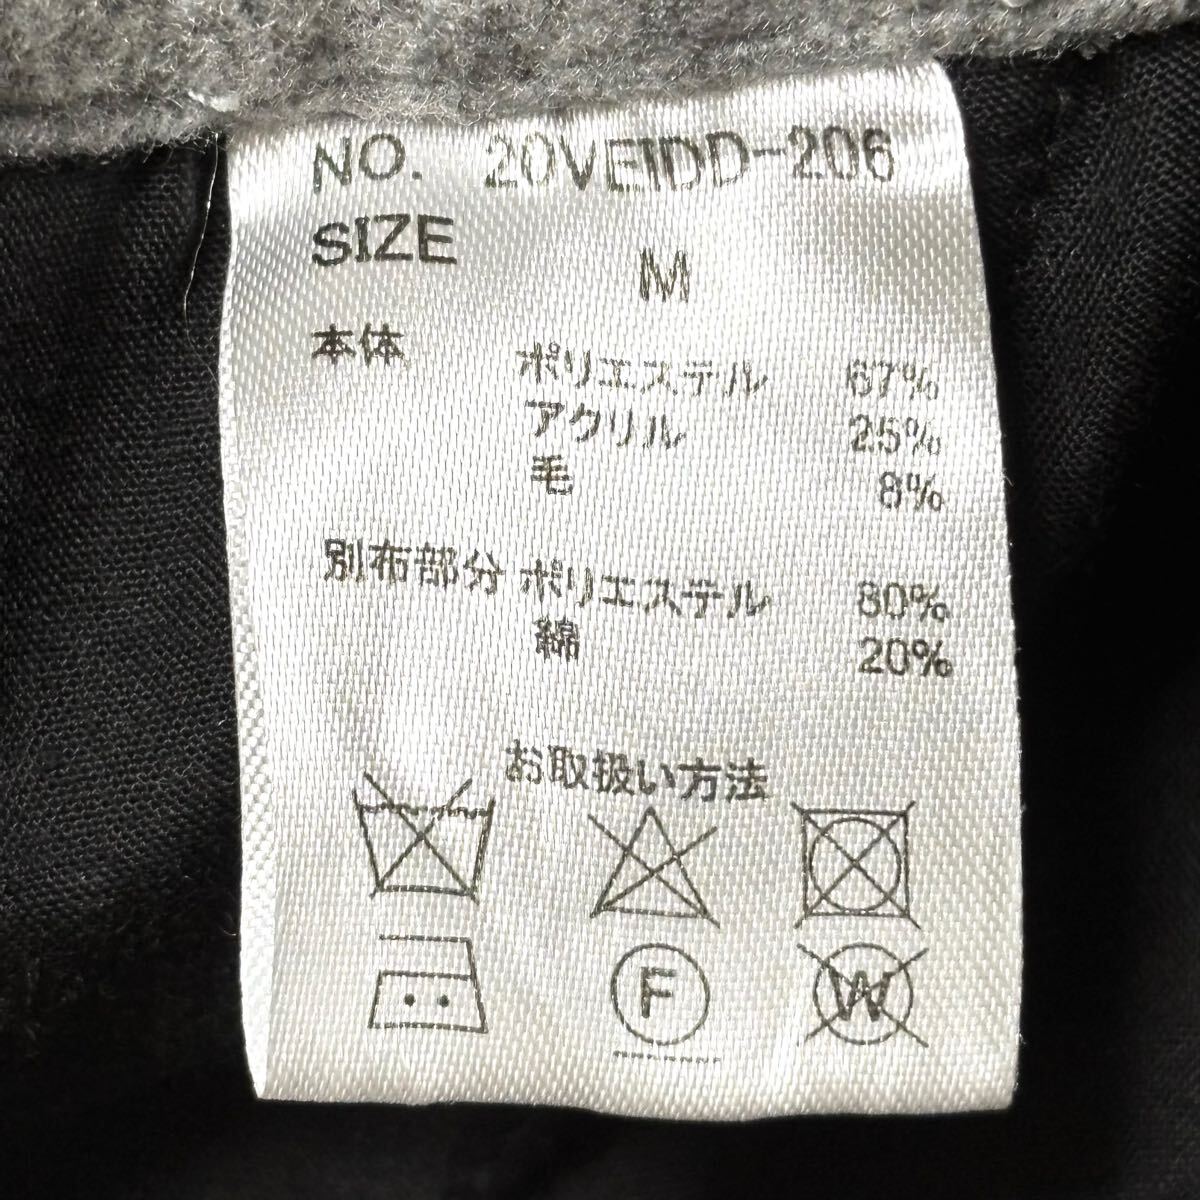 NO. 20VEIDD-206
SIZE M
本体 ポリエステル 67%
アクリル 25%
毛 8%
別布部分 ポリエステル 80%
綿 20%
お取扱い方法
F W